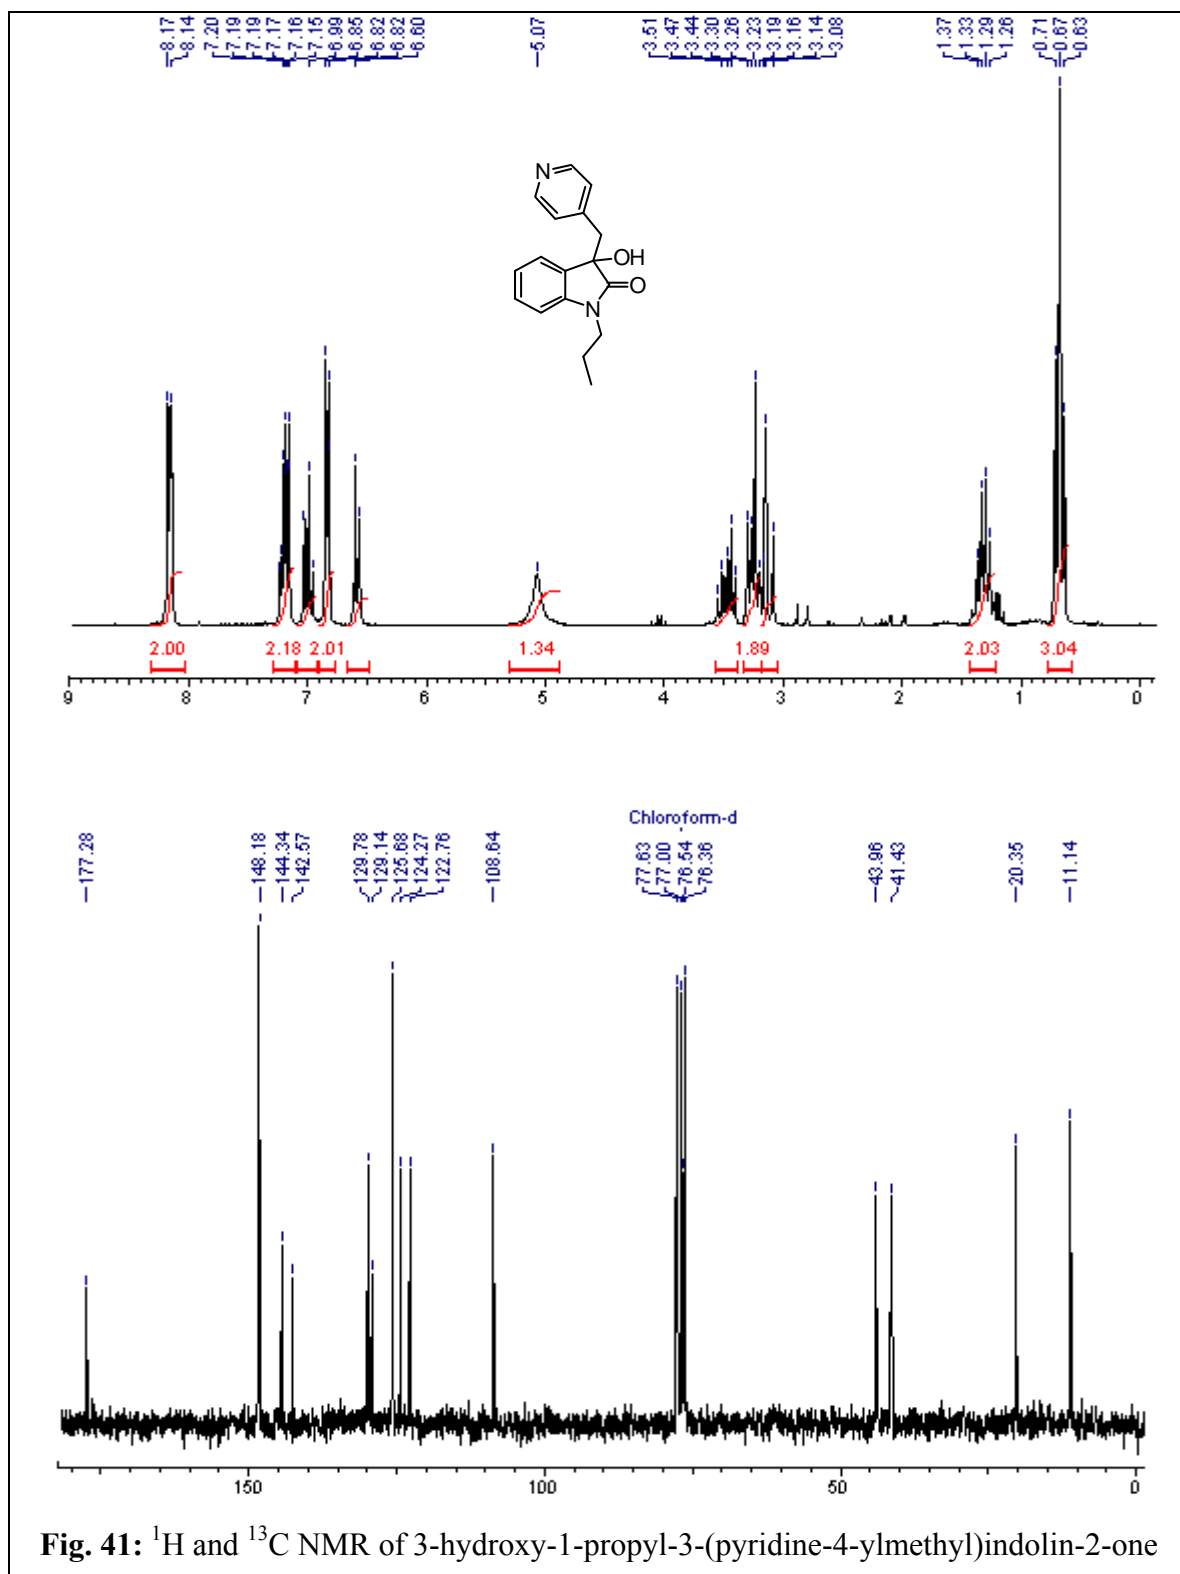 8.17 8.14 7.20 7.19 7.19 7.17 7.16 7.15 6.99 6.85 6.82 6.82 6.60 5.07 3.51 3.47 3.44 3.30 3.26 3.23 3.19 3.16 3.14 3.08 1.37 1.33 1.29 1.26 0.71 0.67 0.63
N
OH
O
N
2.00 2.18 2.01 1.34 1.89 2.03 3.04
9 8 7 6 5 4 3 2 1 0
Chloroform-d
177.28 148.18 144.34 142.57 129.78 129.14 125.68 124.27 122.76 108.64 77.63 77.00 76.54 76.36 43.96 41.43 20.35 11.14
150 100 50 0
Fig. 41: ¹H and ¹³C NMR of 3-hydroxy-1-propyl-3-(pyridine-4-ylmethyl)indolin-2-one